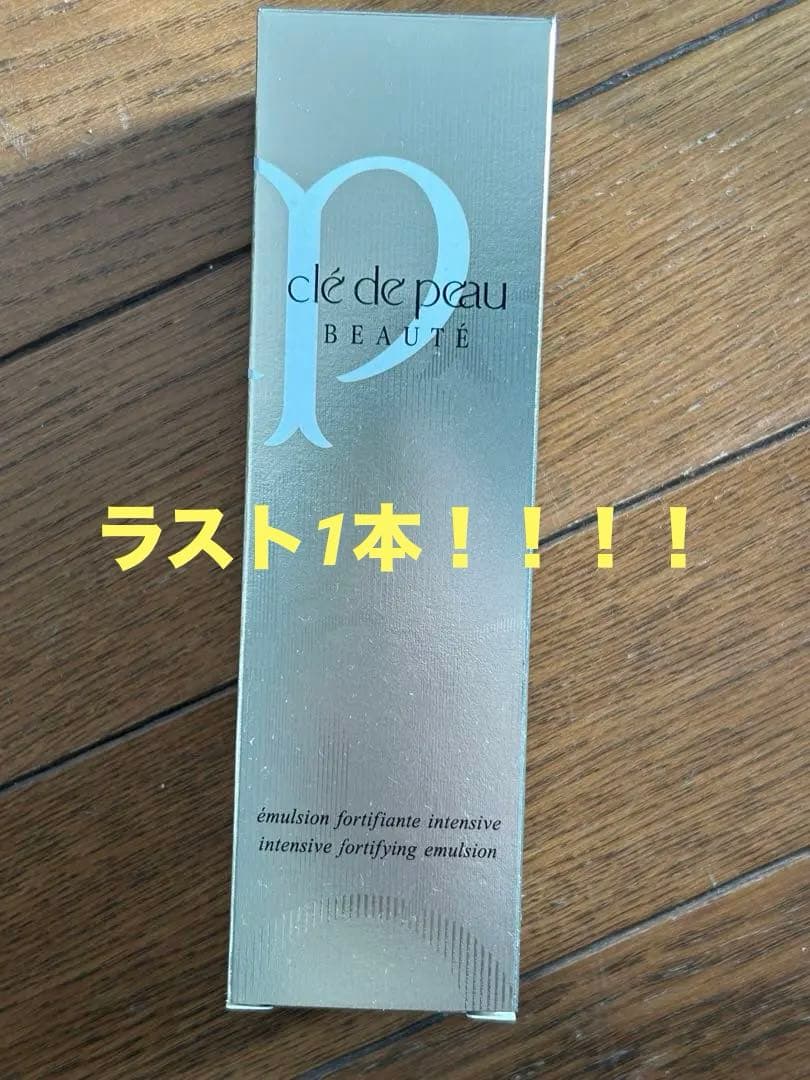 clé de peau
BEAUTÉ
ラスト1本！！！！
émulsion fortifiante intensive
intensive fortifying emulsion